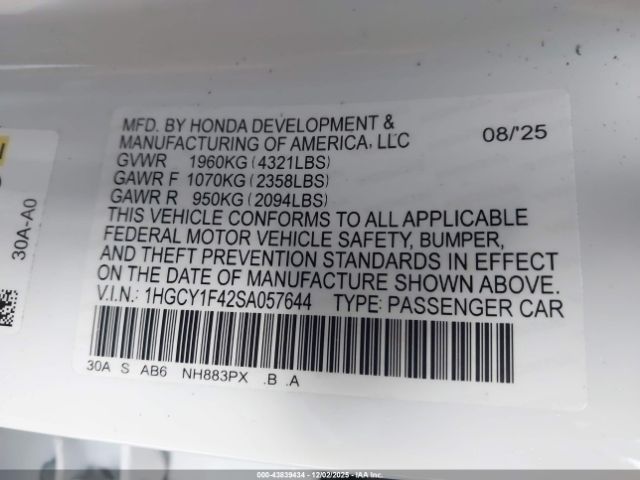 MFD. BY HONDA DEVELOPMENT &
MANUFACTURING OF AMERICA, LLC 08/'25
GVWR 1960KG (4321LBS)
GAWR F 1070KG (2358LBS)
GAWR R 950KG (2094LBS)
THIS VEHICLE CONFORMS TO ALL APPLICABLE
FEDERAL MOTOR VEHICLE SAFETY, BUMPER,
AND THEFT PREVENTION STANDARDS IN EFFECT
ON THE DATE OF MANUFACTURE SHOWN ABOVE.
V.I.N.: 1HGCY1F42SA057644 TYPE: PASSENGER CAR
30A S AB6 NH883PX .B .A
30A-A0
000-43839434 | 12/02/2025 | IAAI.COM